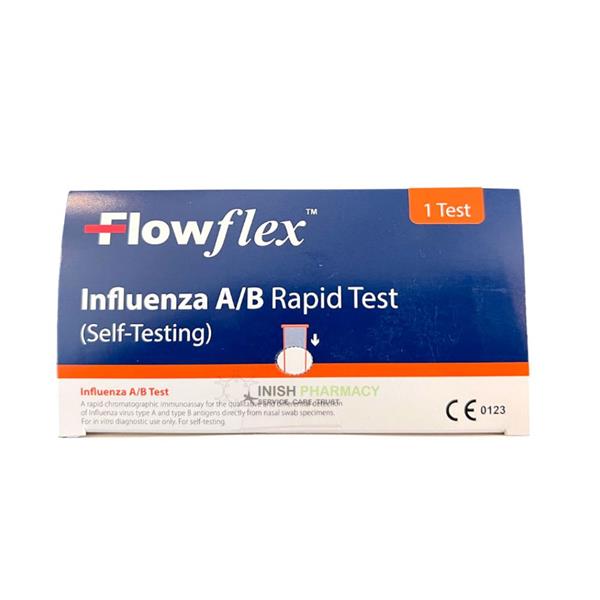 Flowflex™
1 Test
Influenza A/B Rapid Test
(Self-Testing)
Influenza A/B Test
INISH PHARMACY
SERVICE. CARE. TRUST.
A rapid chromatographic immunoassay for the qualitative and differential detection
of Influenza virus type A and type B antigens directly from nasal swab specimens.
For in vitro diagnostic use only. For self-testing.
CE 0123